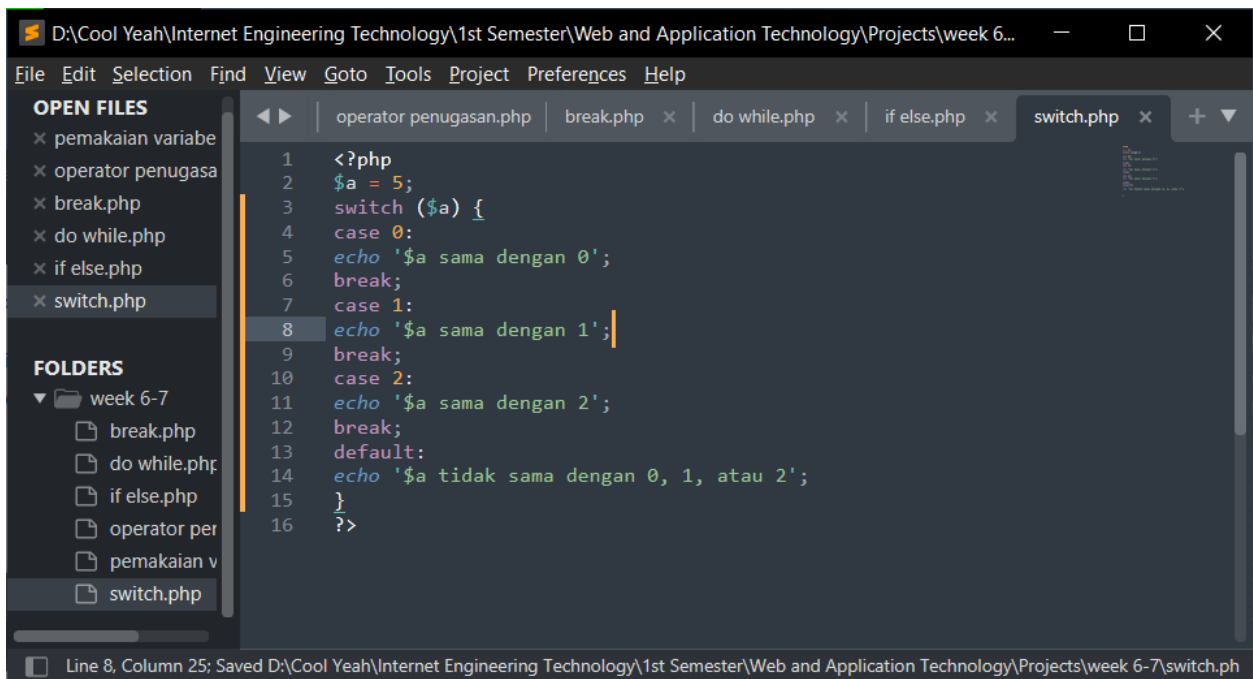 D:\Cool Yeah\Internet Engineering Technology\1st Semester\Web and Application Technology\Projects\week 6...
File Edit Selection Find View Goto Tools Project Preferences Help
OPEN FILES
pemakaian variabe
operator penugasa
break.php
do while.php
if else.php
switch.php
FOLDERS
week 6-7
break.php
do while.php
if else.php
operator per
pemakaian v
switch.php
operator penugasan.php break.php do while.php if else.php switch.php
1 <?php
2 $a = 5;
3 switch ($a) {
4 case 0:
5 echo '$a sama dengan 0';
6 break;
7 case 1:
8 echo '$a sama dengan 1';
9 break;
10 case 2:
11 echo '$a sama dengan 2';
12 break;
13 default:
14 echo '$a tidak sama dengan 0, 1, atau 2';
15 }
16 ?>
Line 8, Column 25; Saved D:\Cool Yeah\Internet Engineering Technology\1st Semester\Web and Application Technology\Projects\week 6-7\switch.ph